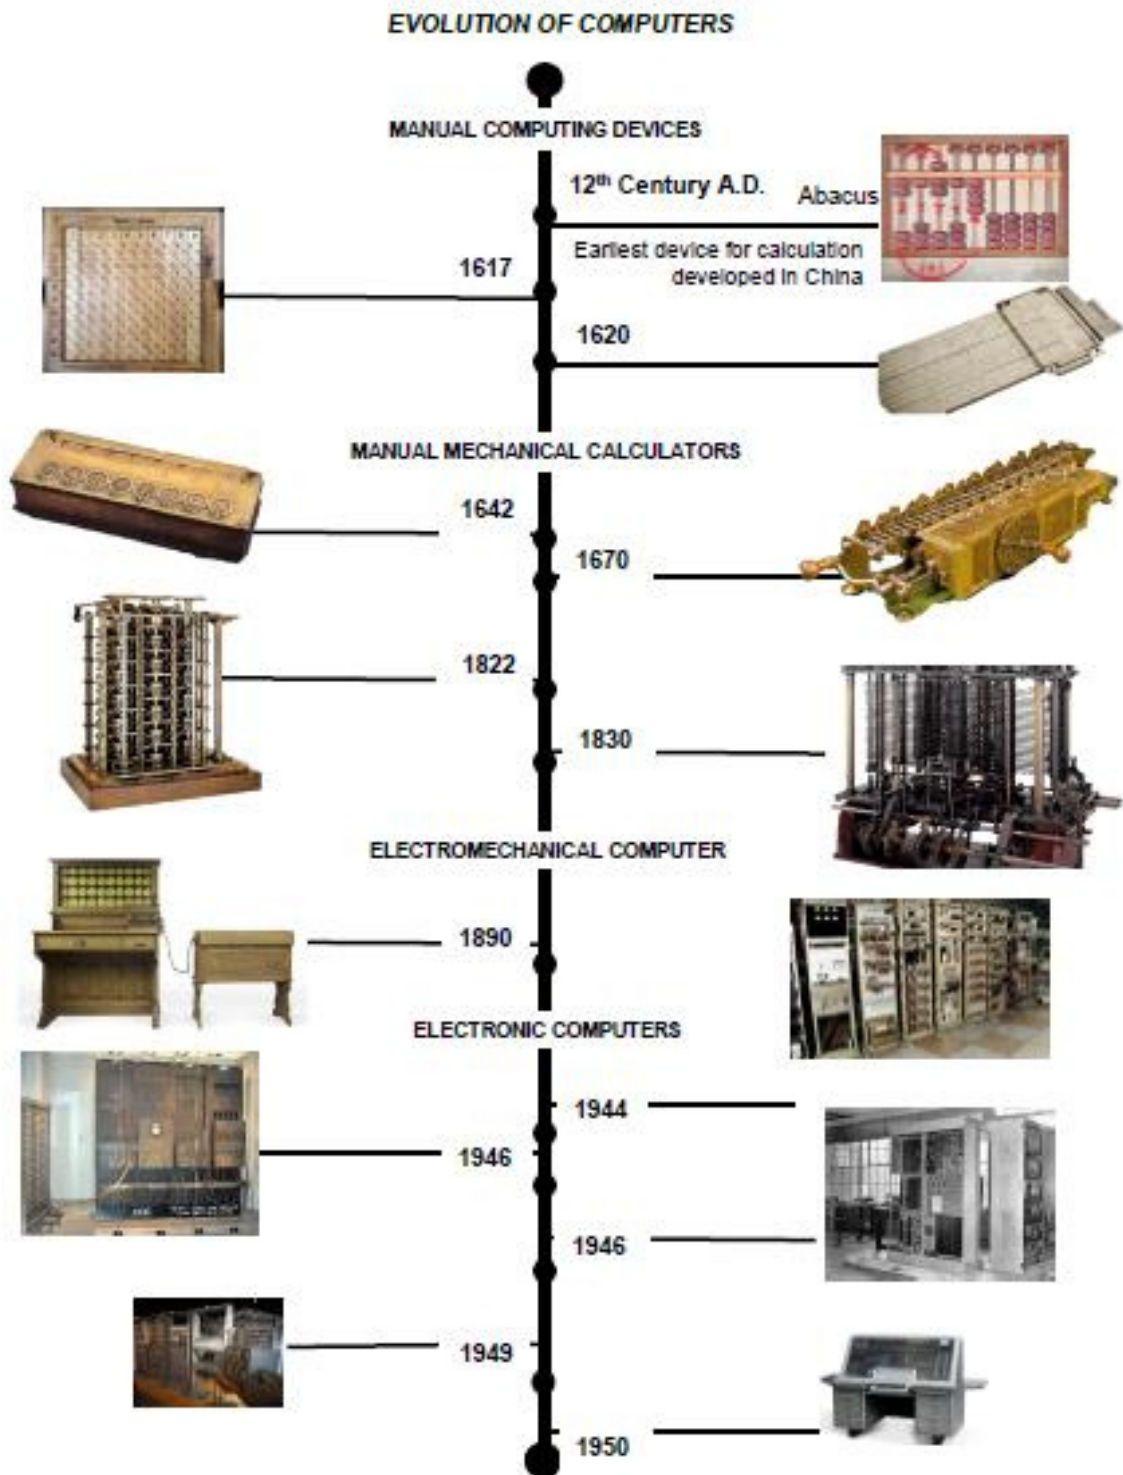 EVOLUTION OF COMPUTERS
MANUAL COMPUTING DEVICES
12th Century A.D.
Abacus
Earliest device for calculation
developed in China
1617
1620
MANUAL MECHANICAL CALCULATORS
1642
1670
1822
1830
ELECTROMECHANICAL COMPUTER
1890
ELECTRONIC COMPUTERS
1944
1946
1946
1949
1950